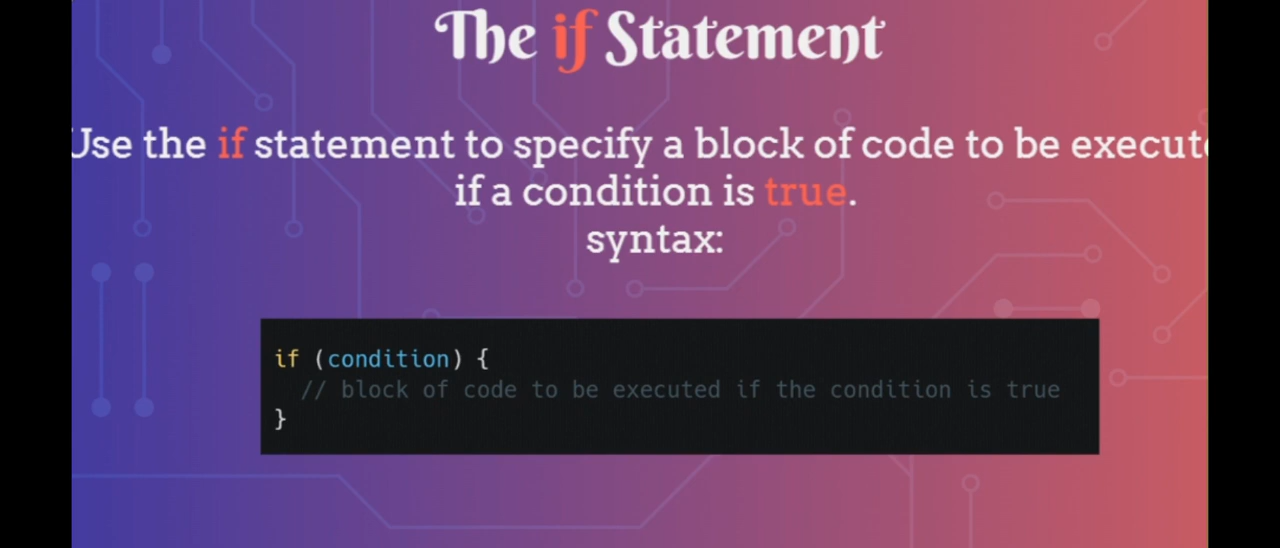 The if Statement
Use the if statement to specify a block of code to be execute
if a condition is true.
syntax:
if (condition) {
// block of code to be executed if the condition is true
}